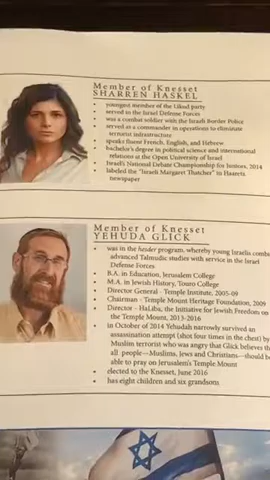 Member of Knesset
SHARREN HASKEL
• youngest member of the Likud party
• served in the Israel Defense Forces
• was a combat soldier with the Israeli Border Police
• served as a commander in operations to eliminate
terrorist infrastructure
• speaks fluent French, English, and Hebrew
• bachelor's degree in political science and international
relations at the Open University of Israel
• Israel's National Debate Championship for Juniors, 2014
• labeled the "Israeli Margaret Thatcher" in Haaretz
newspaper
Member of Knesset
YEHUDA GLICK
• was in the hesder program, whereby young Israelis combine
advanced Talmudic studies with service in the Israel
Defense Forces
• B.A. in Education, Jerusalem College
• M.A. in Jewish History, Touro College
• Director General - Temple Institute, 2005-09
• Chairman - Temple Mount Heritage Foundation, 2009
• Director - HaLiba, the Initiative for Jewish Freedom on
the Temple Mount, 2013-2016
• in October of 2014 Yehudah narrowly survived an
assassination attempt (shot four times in the chest) by
Muslim terrorist who was angry that Glick believes the
all people—Muslims, Jews and Christians—should be
able to pray on Jerusalem's Temple Mount
• elected to the Knesset, June 2016
• has eight children and six grandsons